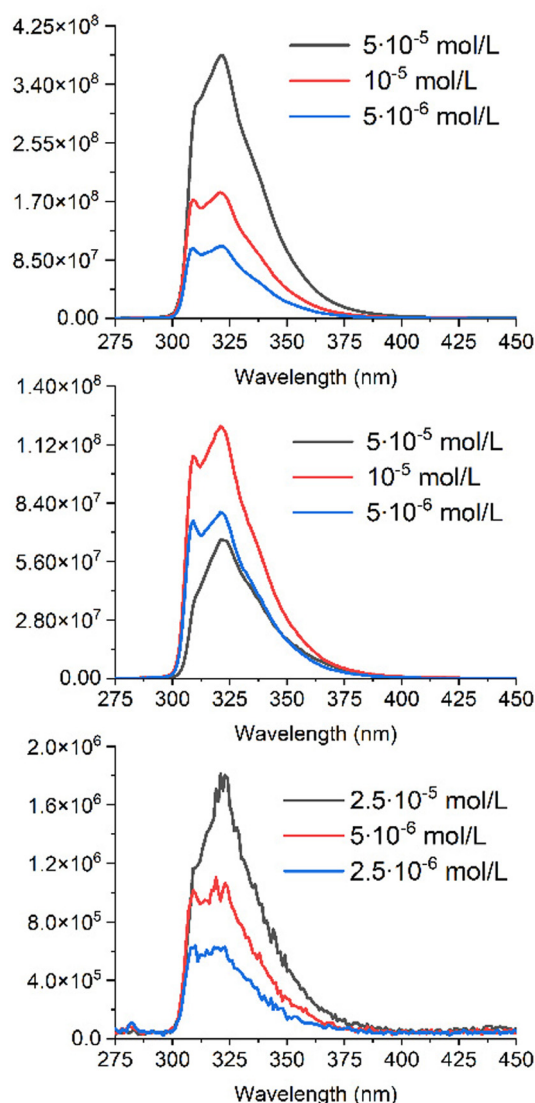 4.25×10⁸
3.40×10⁸
2.55×10⁸
1.70×10⁸
8.50×10⁷
0.00
5·10⁻⁵ mol/L
10⁻⁵ mol/L
5·10⁻⁶ mol/L
275 300 325 350 375 400 425 450
Wavelength (nm)
1.40×10⁸
1.12×10⁸
8.40×10⁷
5.60×10⁷
2.80×10⁷
0.00
5·10⁻⁵ mol/L
10⁻⁵ mol/L
5·10⁻⁶ mol/L
275 300 325 350 375 400 425 450
Wavelength (nm)
2.0×10⁶
1.6×10⁶
1.2×10⁶
8.0×10⁵
4.0×10⁵
0.0
2.5·10⁻⁵ mol/L
5·10⁻⁶ mol/L
2.5·10⁻⁶ mol/L
275 300 325 350 375 400 425 450
Wavelength (nm)